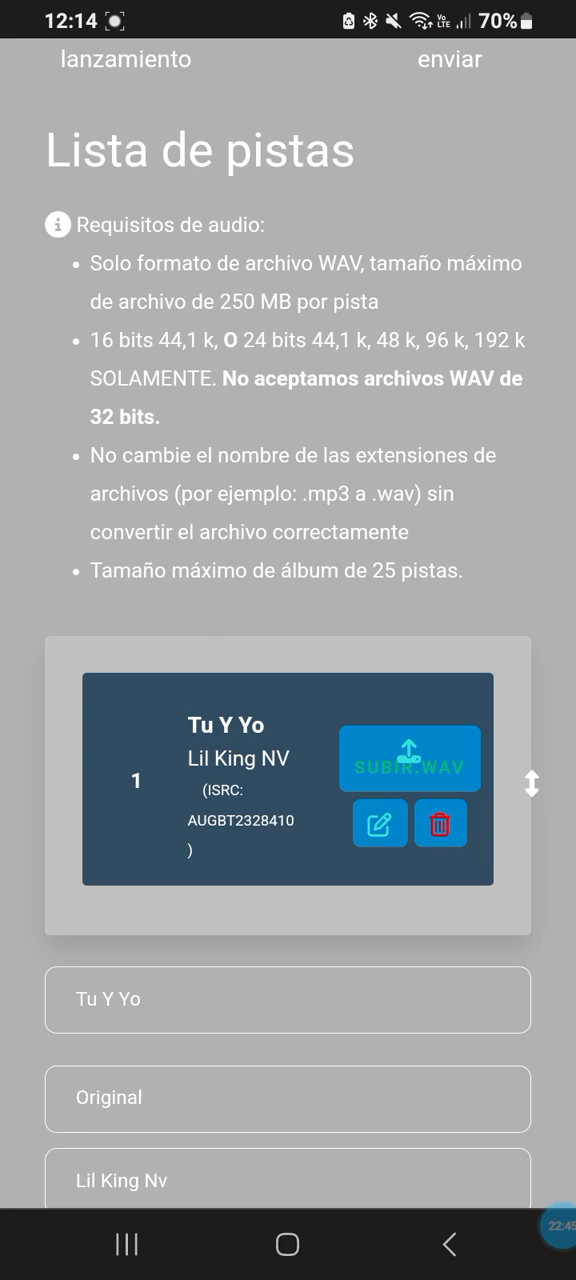 12:14
Vo LTE
70%
lanzamiento
enviar
Lista de pistas
Requisitos de audio:
Solo formato de archivo WAV, tamaño máximo
de archivo de 250 MB por pista
16 bits 44,1 k, O 24 bits 44,1 k, 48 k, 96 k, 192 k
SOLAMENTE. No aceptamos archivos WAV de
32 bits.
No cambie el nombre de las extensiones de
archivos (por ejemplo: .mp3 a .wav) sin
convertir el archivo correctamente
Tamaño máximo de álbum de 25 pistas.
1
Tu Y Yo
Lil King NV
(ISRC:
AUGBT2328410
)
SUBIR.WAV
Tu Y Yo
Original
Lil King Nv
22:45